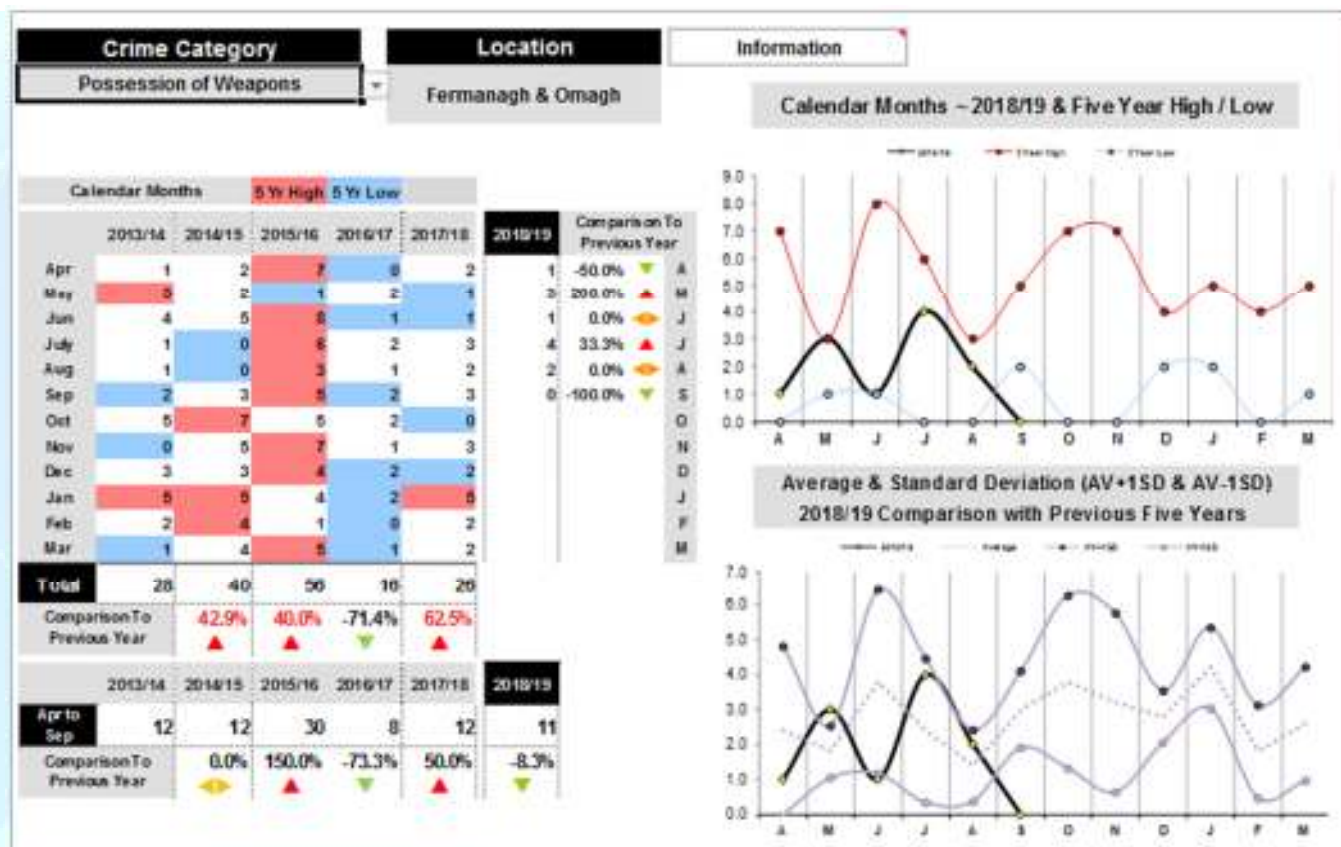 Crime Category
Possession of Weapons
Location
Fermanagh & Omagh
Information
Calendar Months 5 Yr High 5 Yr Low
2013/14 2014/15 2015/16 2016/17 2017/18 2018/19 Comparison To Previous Year
Apr 1 2 7 0 2 1 -50.0% A
May 3 2 1 2 1 3 200.0% M
Jun 4 5 8 1 1 1 0.0% J
July 1 0 6 2 3 4 33.3% J
Aug 1 0 3 1 2 2 0.0% A
Sep 2 3 5 2 3 0 -100.0% S
Oct 5 7 5 2 0 O
Nov 0 5 7 1 3 N
Dec 3 3 4 2 2 D
Jan 5 5 4 2 5 J
Feb 2 4 1 0 2 F
Mar 1 4 5 1 2 M
Total 28 40 56 16 26
Comparison To Previous Year 42.9% 40.0% -71.4% 62.5%
2013/14 2014/15 2015/16 2016/17 2017/18 2018/19
Apr to Sep 12 12 30 8 12 11
Comparison To Previous Year 0.0% 150.0% -73.3% 50.0% -8.3%
Calendar Months ~ 2018/19 & Five Year High / Low
5 Year High 5 Year Low
9.0
8.0
7.0
6.0
5.0
4.0
3.0
2.0
1.0
0.0
A M J J A S O N D J F M
Average & Standard Deviation (AV+1SD & AV-1SD)
2018/19 Comparison with Previous Five Years
Average
7.0
6.0
5.0
4.0
3.0
2.0
1.0
0.0
A M J J A S O N D J F M